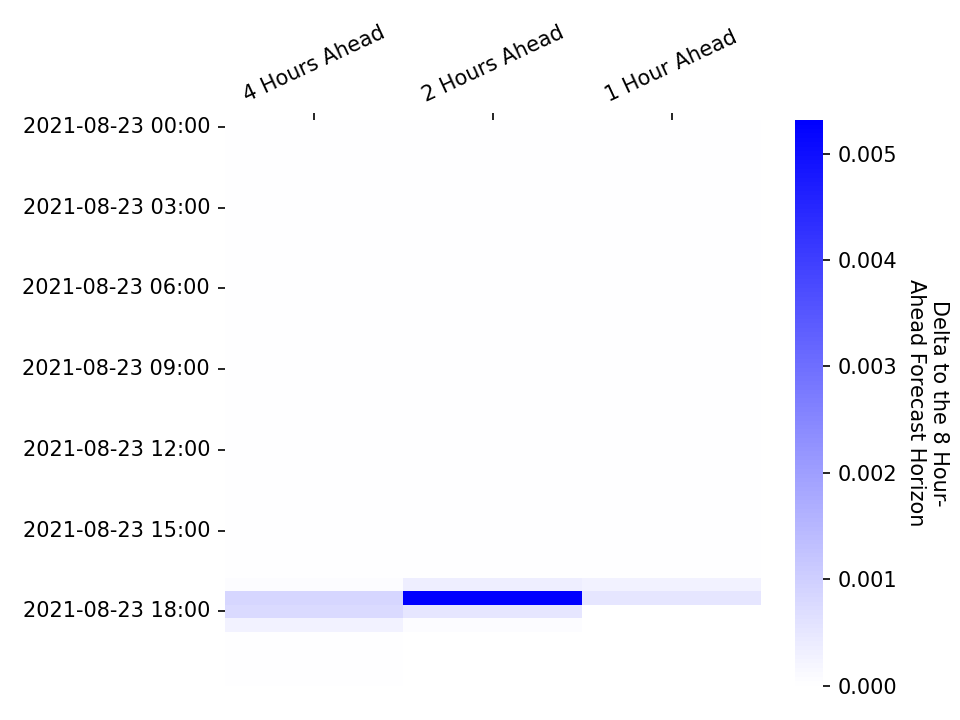 4 Hours Ahead
2 Hours Ahead
1 Hour Ahead
2021-08-23 00:00
2021-08-23 03:00
2021-08-23 06:00
2021-08-23 09:00
2021-08-23 12:00
2021-08-23 15:00
2021-08-23 18:00
0.005
0.004
0.003
0.002
0.001
0.000
Delta to the 8 Hour-
Ahead Forecast Horizon